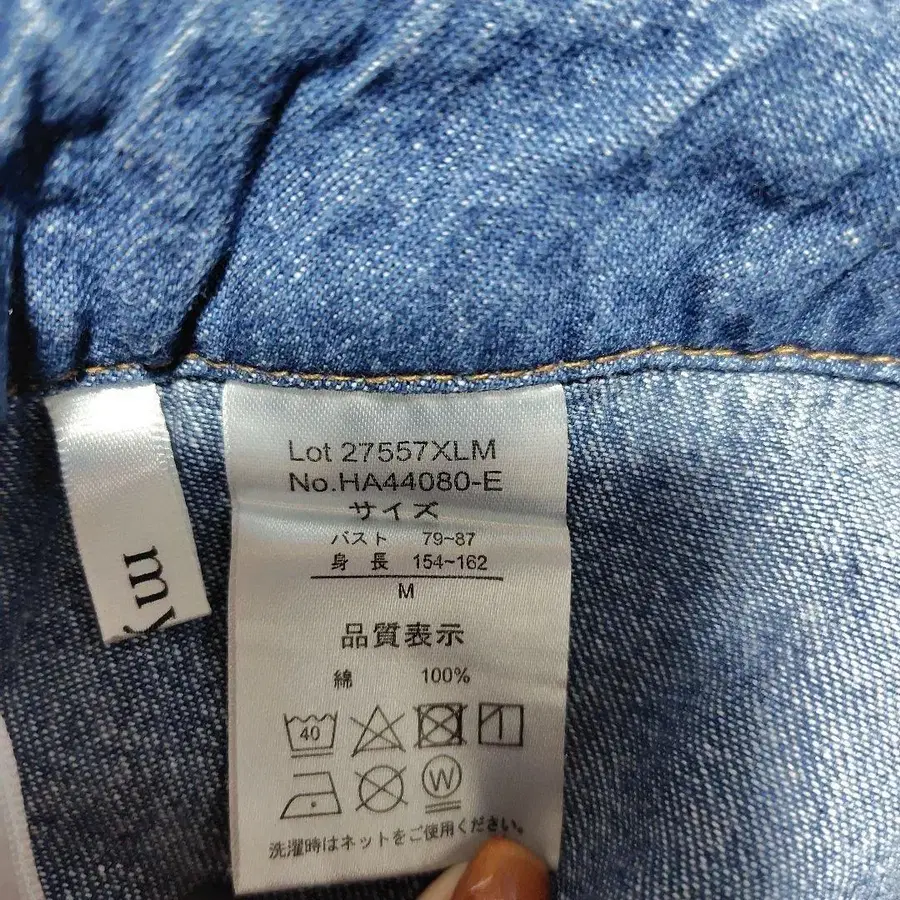 Lot 27557XLM
No.HA44080-E
サイズ
バスト 79~87
身長 154~162
M
品質表示
綿 100%
40
W
洗濯時はネットをご使用ください。
my